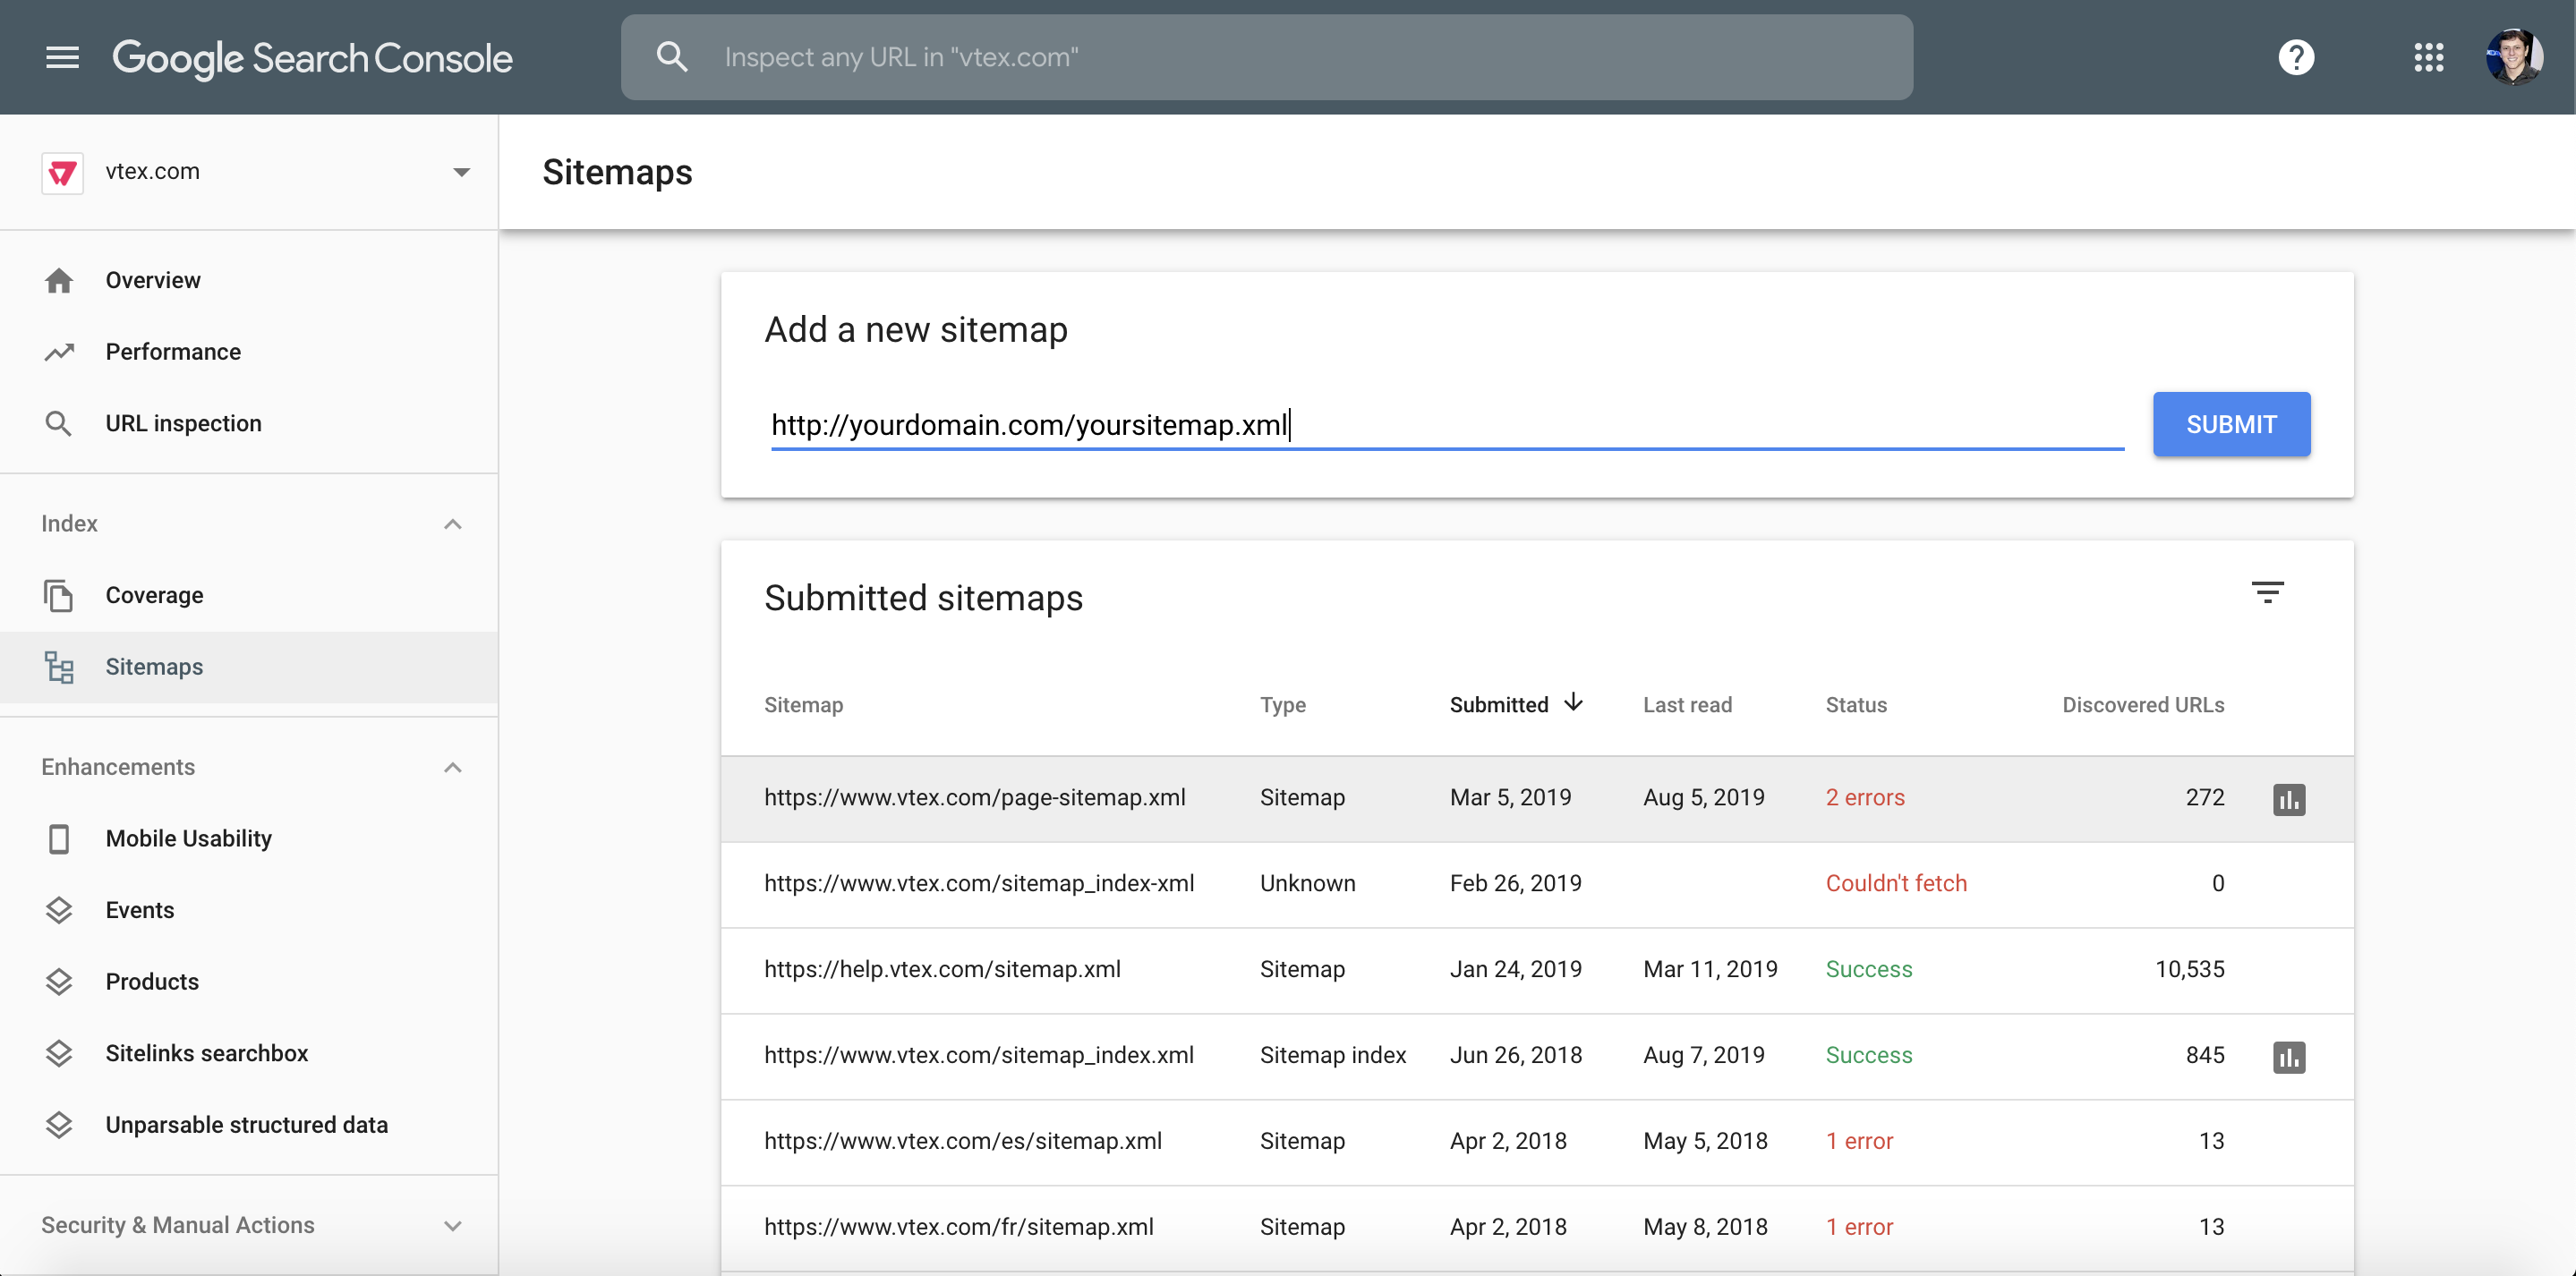 Google Search Console
Inspect any URL in "vtex.com"
?
vtex.com
Sitemaps
Overview
Performance
URL inspection
Index
Coverage
Sitemaps
Enhancements
Mobile Usability
Events
Products
Sitelinks searchbox
Unparsable structured data
Security & Manual Actions
Add a new sitemap
http://yourdomain.com/yoursitemap.xml
SUBMIT
Submitted sitemaps
Sitemap Type Submitted Last read Status Discovered URLs
https://www.vtex.com/page-sitemap.xml Sitemap Mar 5, 2019 Aug 5, 2019 2 errors 272
https://www.vtex.com/sitemap_index-xml Unknown Feb 26, 2019 Couldn't fetch 0
https://help.vtex.com/sitemap.xml Sitemap Jan 24, 2019 Mar 11, 2019 Success 10,535
https://www.vtex.com/sitemap_index.xml Sitemap index Jun 26, 2018 Aug 7, 2019 Success 845
https://www.vtex.com/es/sitemap.xml Sitemap Apr 2, 2018 May 5, 2018 1 error 13
https://www.vtex.com/fr/sitemap.xml Sitemap Apr 2, 2018 May 8, 2018 1 error 13